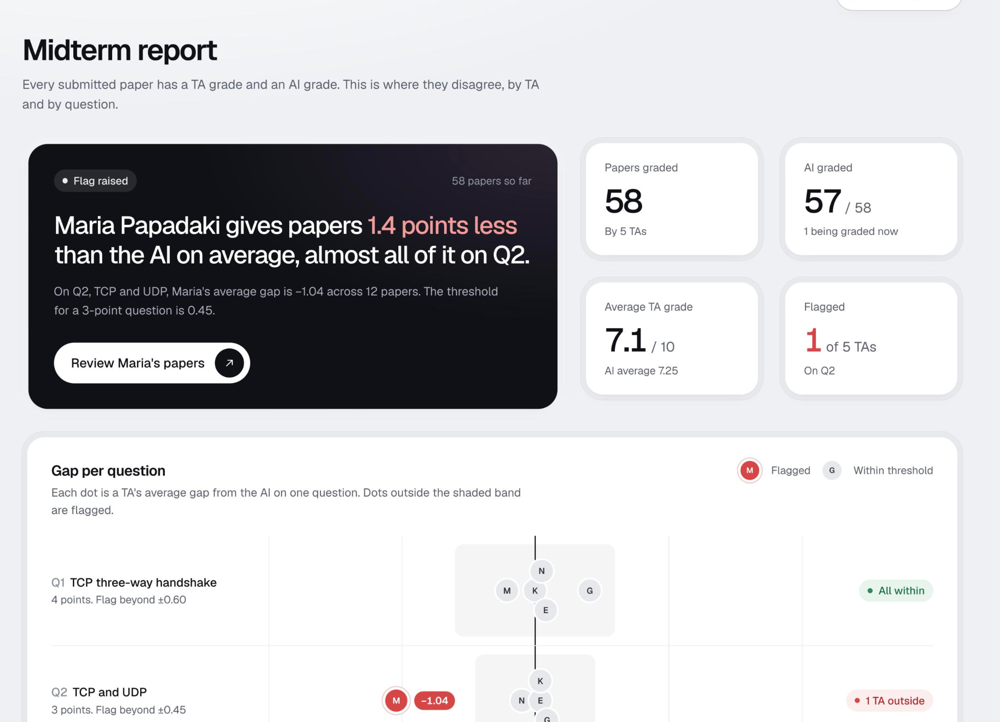 Midterm report
Every submitted paper has a TA grade and an AI grade. This is where they disagree, by TA
and by question.
Flag raised
58 papers so far
Maria Papadaki gives papers 1.4 points less
than the AI on average, almost all of it on Q2.
On Q2, TCP and UDP, Maria's average gap is −1.04 across 12 papers. The threshold
for a 3-point question is 0.45.
Review Maria's papers
Papers graded
58
By 5 TAs
AI graded
57 / 58
1 being graded now
Average TA grade
7.1 / 10
AI average 7.25
Flagged
1 of 5 TAs
On Q2
Gap per question
M Flagged G Within threshold
Each dot is a TA's average gap from the AI on one question. Dots outside the shaded band
are flagged.
Q1 TCP three-way handshake
4 points. Flag beyond ±0.60
N
M K G
E
All within
Q2 TCP and UDP
3 points. Flag beyond ±0.45
K
M −1.04 N E
G
1 TA outside